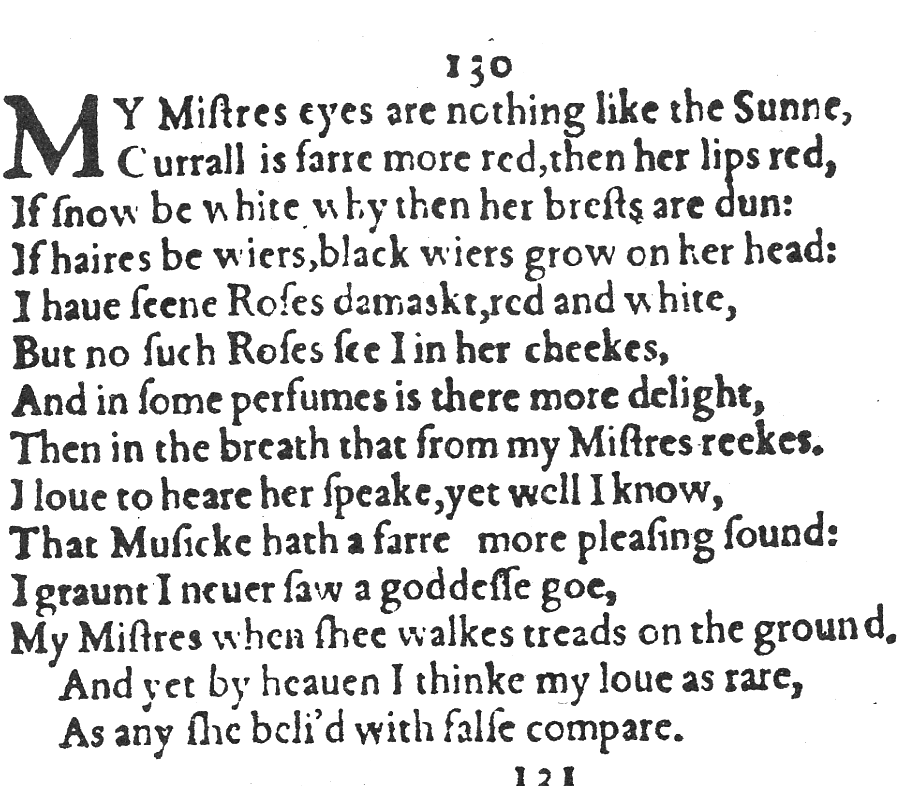 130
MY Miſtres eyes are nothing like the Sunne,
Currall is farre more red,then her lips red,
If ſnow be white,why then her breſts are dun:
If haires be wiers,black wiers grow on her head:
I haue ſeene Roſes damaskt,red and white,
But no ſuch Roſes ſee I in her cheekes,
And in ſome perfumes is there more delight,
Then in the breath that from my Miſtres reekes.
I loue to heare her ſpeake,yet well I know,
That Muſicke hath a farre more pleaſing ſound:
I graunt I neuer ſaw a goddeſſe goe,
My Miſtres when ſhee walkes treads on the ground.
And yet by heauen I thinke my loue as rare,
As any ſhe beli'd with falſe compare.
131